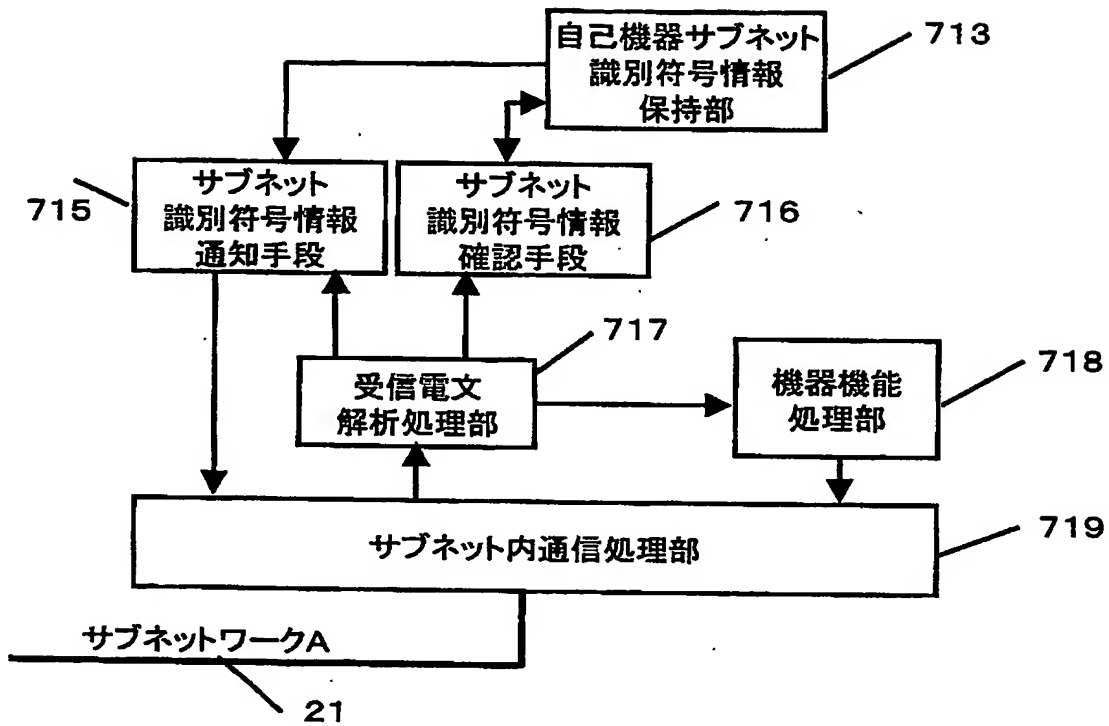 自己機器サブネット
識別符号情報
保持部
713
サブネット
識別符号情報
通知手段
715
サブネット
識別符号情報
確認手段
716
受信電文
解析処理部
717
機器機能
処理部
718
サブネット内通信処理部
719
サブネットワークA
21